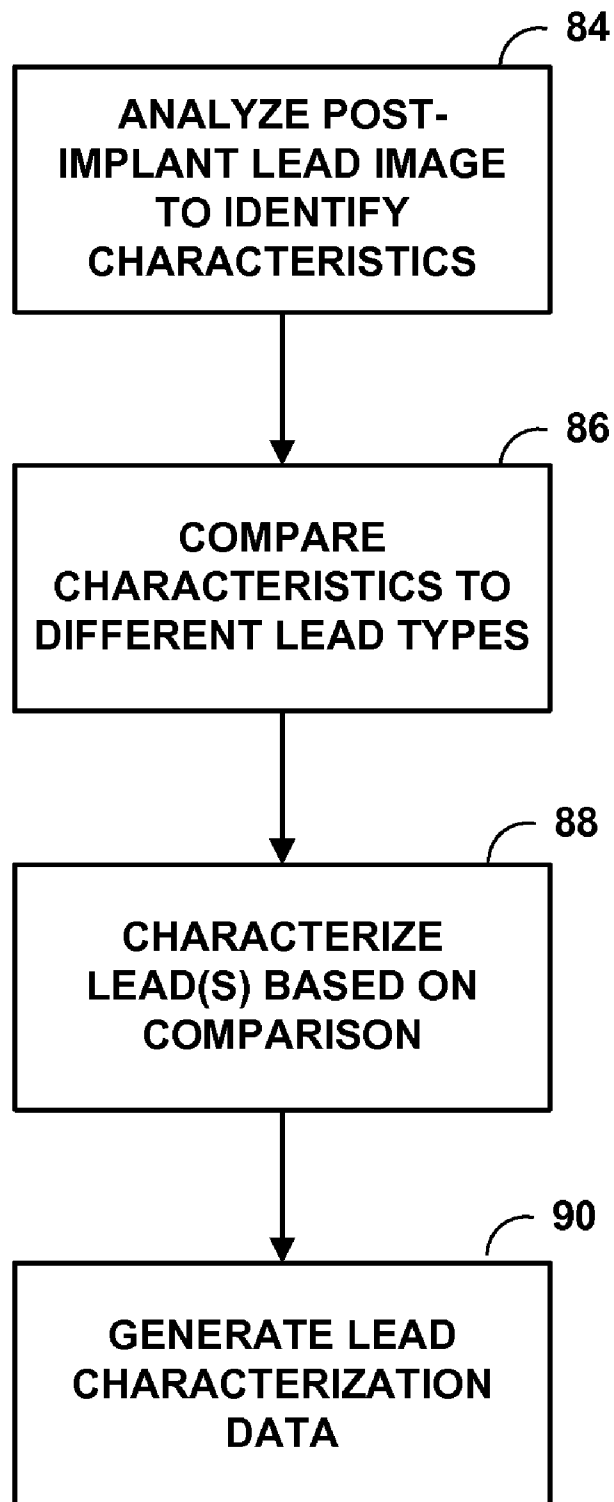 84
ANALYZE POST-
IMPLANT LEAD IMAGE
TO IDENTIFY
CHARACTERISTICS
86
COMPARE
CHARACTERISTICS TO
DIFFERENT LEAD TYPES
88
CHARACTERIZE
LEAD(S) BASED ON
COMPARISON
90
GENERATE LEAD
CHARACTERIZATION
DATA